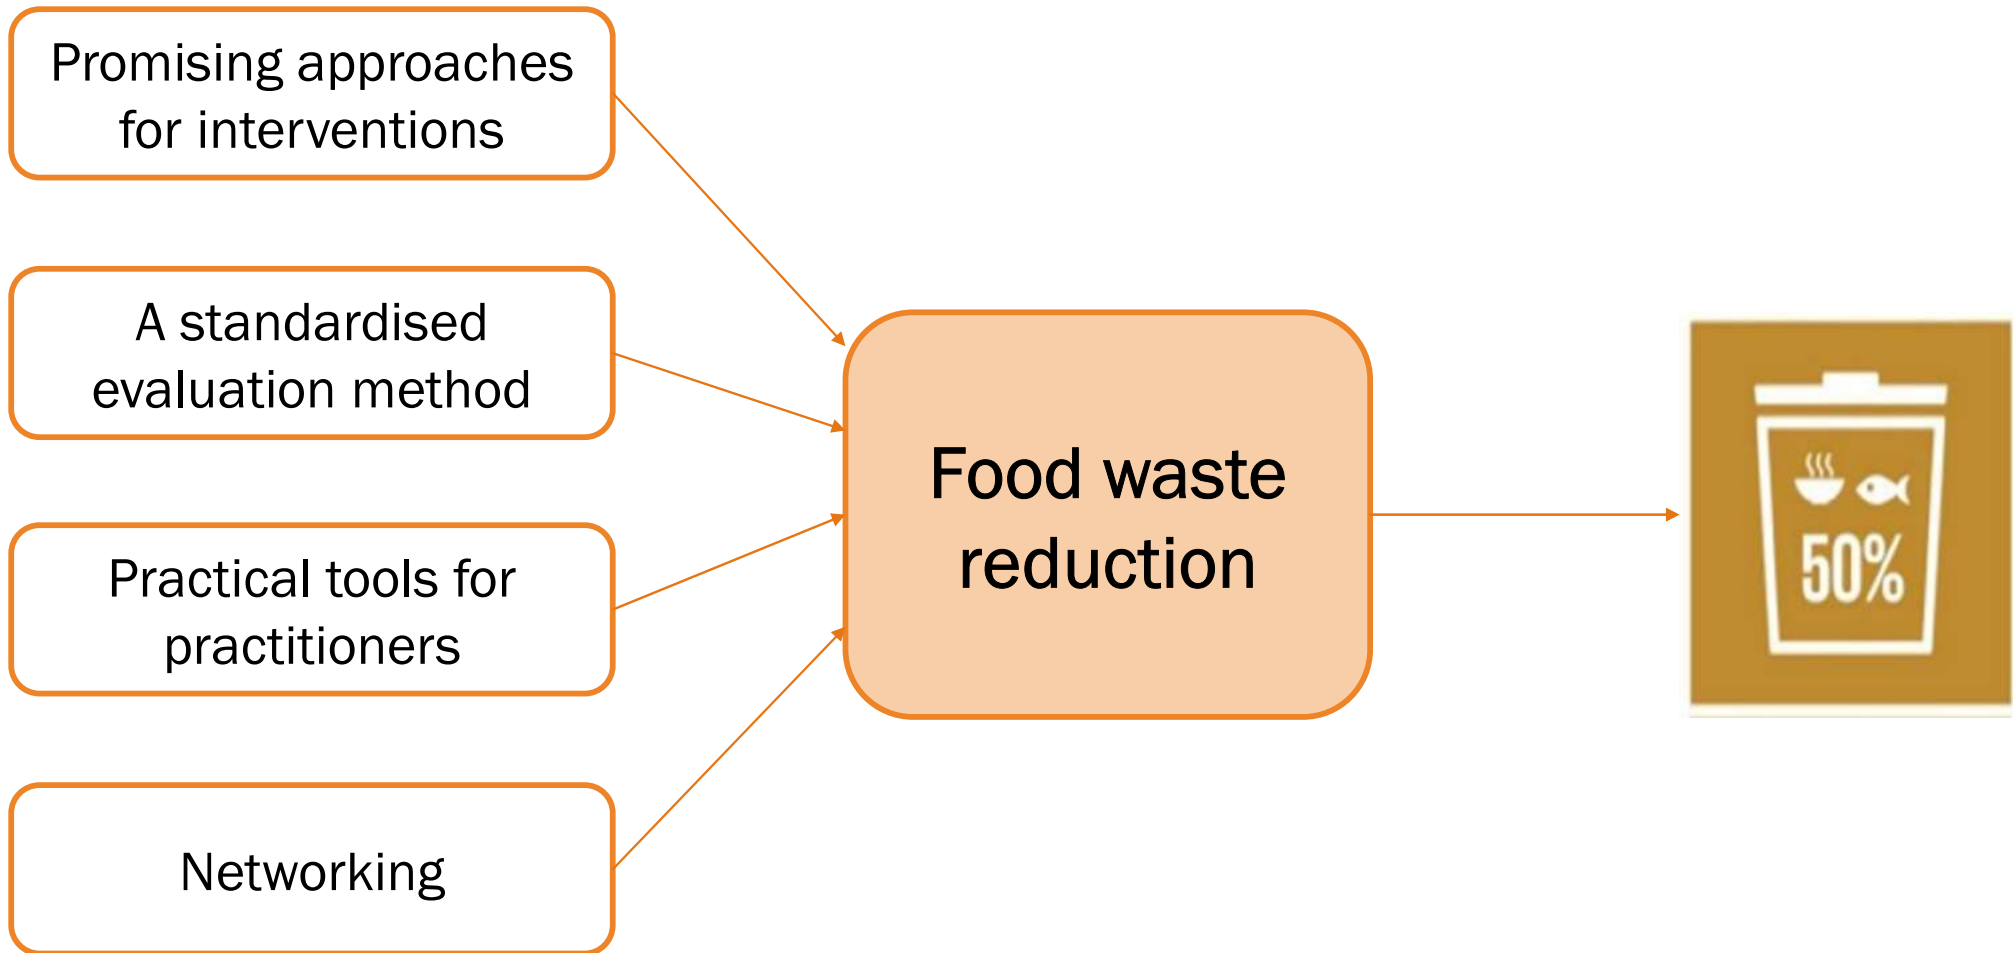 Promising approaches
for interventions
A standardised
evaluation method
Practical tools for
practitioners
Networking
Food waste
reduction
50%